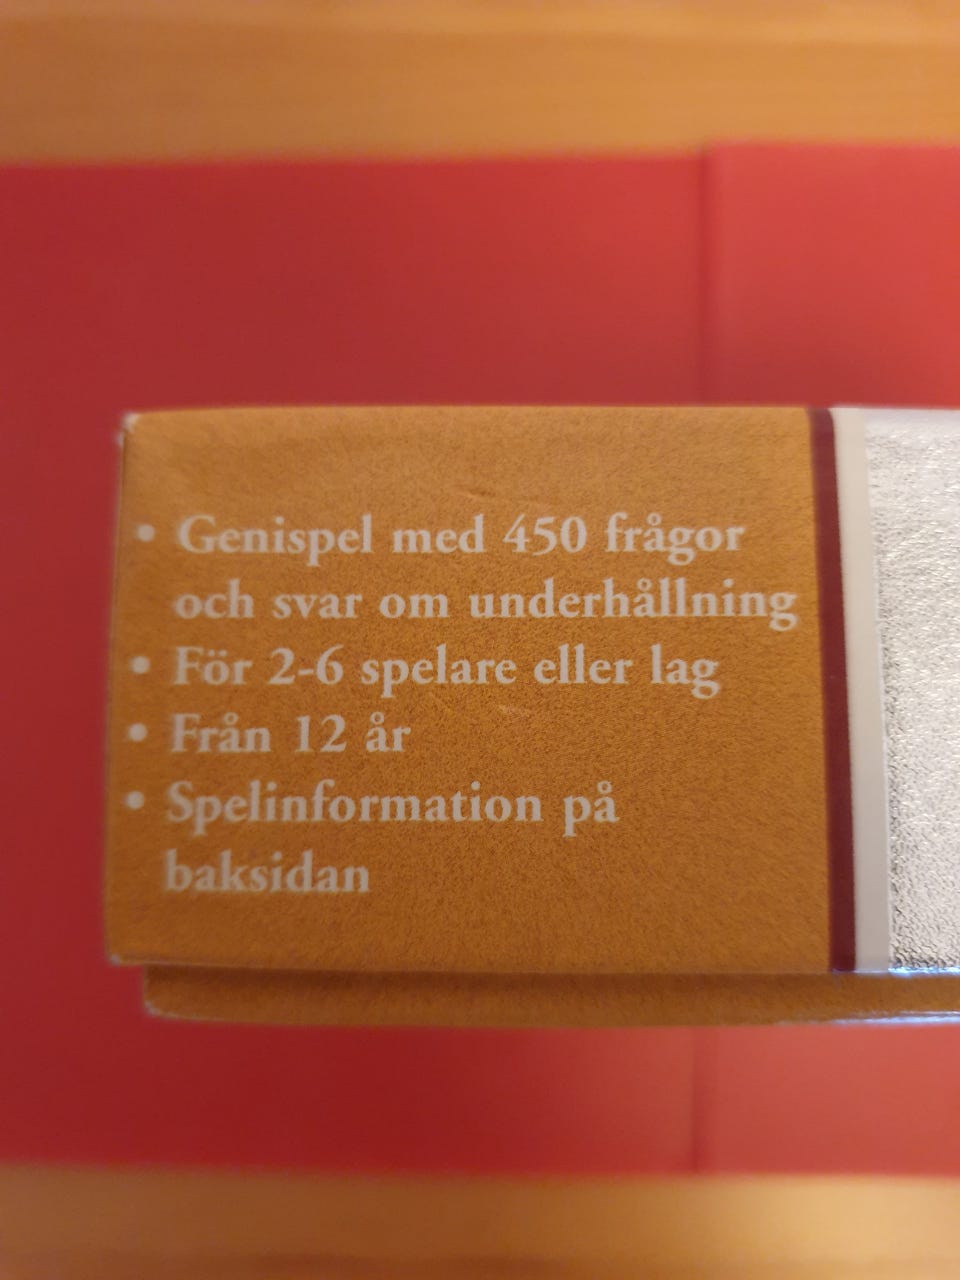 • Genispel med 450 frågor
och svar om underhållning
• För 2-6 spelare eller lag
• Från 12 år
• Spelinformation på
baksidan